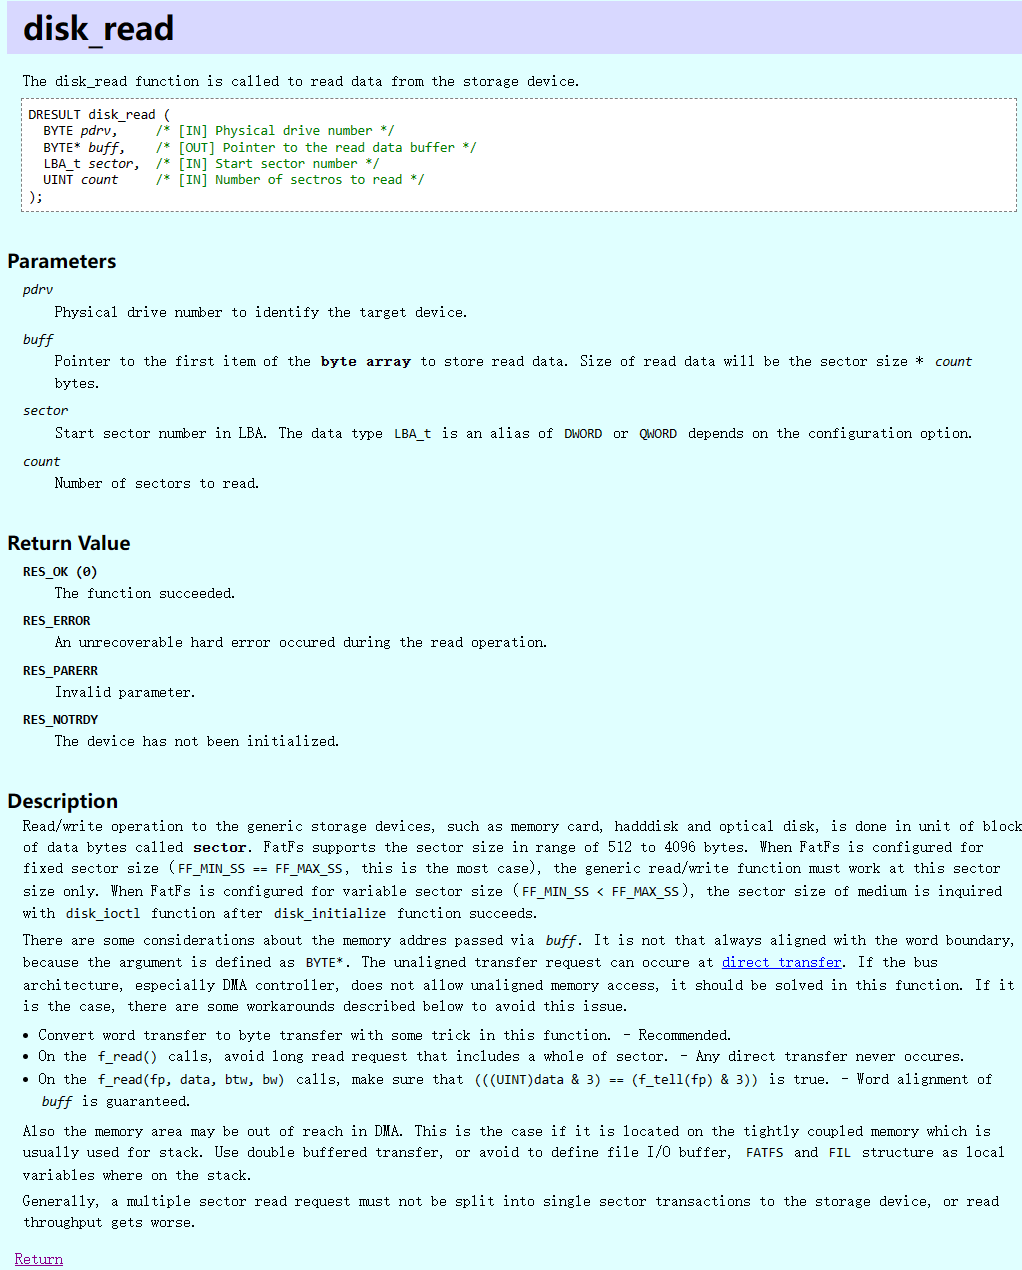 disk_read
The disk_read function is called to read data from the storage device.
DRESULT disk_read (
  BYTE pdrv,     /* [IN] Physical drive number */
  BYTE* buff,    /* [OUT] Pointer to the read data buffer */
  LBA_t sector,  /* [IN] Start sector number */
  UINT count     /* [IN] Number of sectros to read */
);
Parameters
pdrv
Physical drive number to identify the target device.
buff
Pointer to the first item of the byte array to store read data. Size of read data will be the sector size * count
bytes.
sector
Start sector number in LBA. The data type LBA_t is an alias of DWORD or QWORD depends on the configuration option.
count
Number of sectors to read.
Return Value
RES_OK (0)
The function succeeded.
RES_ERROR
An unrecoverable hard error occured during the read operation.
RES_PARERR
Invalid parameter.
RES_NOTRDY
The device has not been initialized.
Description
Read/write operation to the generic storage devices, such as memory card, hadddisk and optical disk, is done in unit of block
of data bytes called sector. FatFs supports the sector size in range of 512 to 4096 bytes. When FatFs is configured for
fixed sector size (FF_MIN_SS == FF_MAX_SS, this is the most case), the generic read/write function must work at this sector
size only. When FatFs is configured for variable sector size (FF_MIN_SS < FF_MAX_SS), the sector size of medium is inquired
with disk_ioctl function after disk_initialize function succeeds.
There are some considerations about the memory addres passed via buff. It is not that always aligned with the word boundary,
because the argument is defined as BYTE*. The unaligned transfer request can occure at direct transfer. If the bus
architecture, especially DMA controller, does not allow unaligned memory access, it should be solved in this function. If it
is the case, there are some workarounds described below to avoid this issue.
• Convert word transfer to byte transfer with some trick in this function. - Recommended.
• On the f_read() calls, avoid long read request that includes a whole of sector. - Any direct transfer never occures.
• On the f_read(fp, data, btw, bw) calls, make sure that (((UINT)data & 3) == (f_tell(fp) & 3)) is true. - Word alignment of
buff is guaranteed.
Also the memory area may be out of reach in DMA. This is the case if it is located on the tightly coupled memory which is
usually used for stack. Use double buffered transfer, or avoid to define file I/O buffer, FATFS and FIL structure as local
variables where on the stack.
Generally, a multiple sector read request must not be split into single sector transactions to the storage device, or read
throughput gets worse.
Return